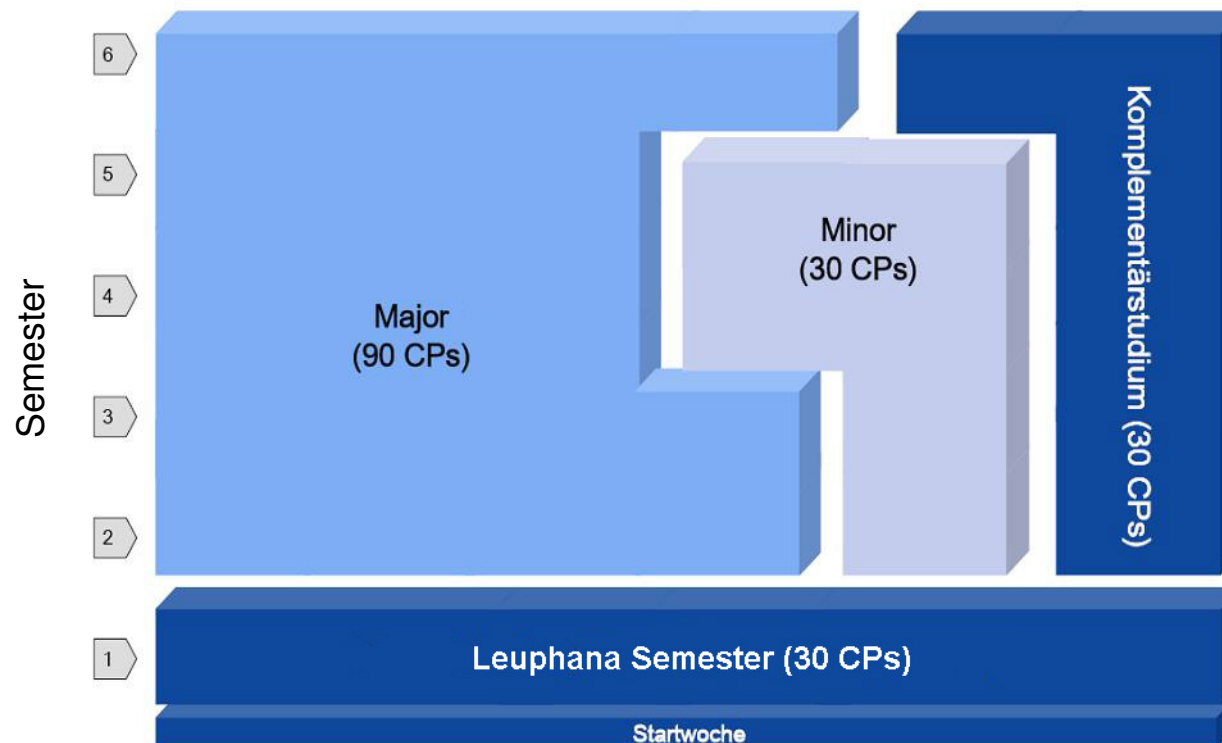 Semester
6
5
4
3
2
1
Major
(90 CPs)
Minor
(30 CPs)
Komplementärstudium (30 CPs)
Leuphana Semester (30 CPs)
Startwoche